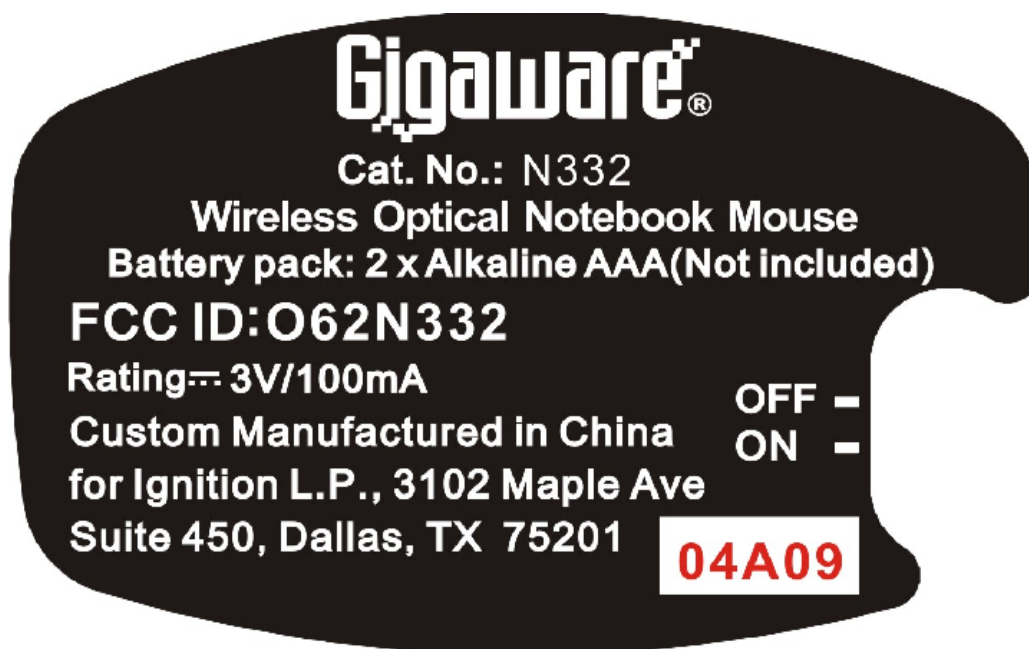 Gigaware®
Cat. No.: N332
Wireless Optical Notebook Mouse
Battery pack: 2 x Alkaline AAA(Not included)
FCC ID:O62N332
Rating⎓ 3V/100mA
OFF -
Custom Manufactured in China
ON -
for Ignition L.P., 3102 Maple Ave
Suite 450, Dallas, TX 75201
04A09